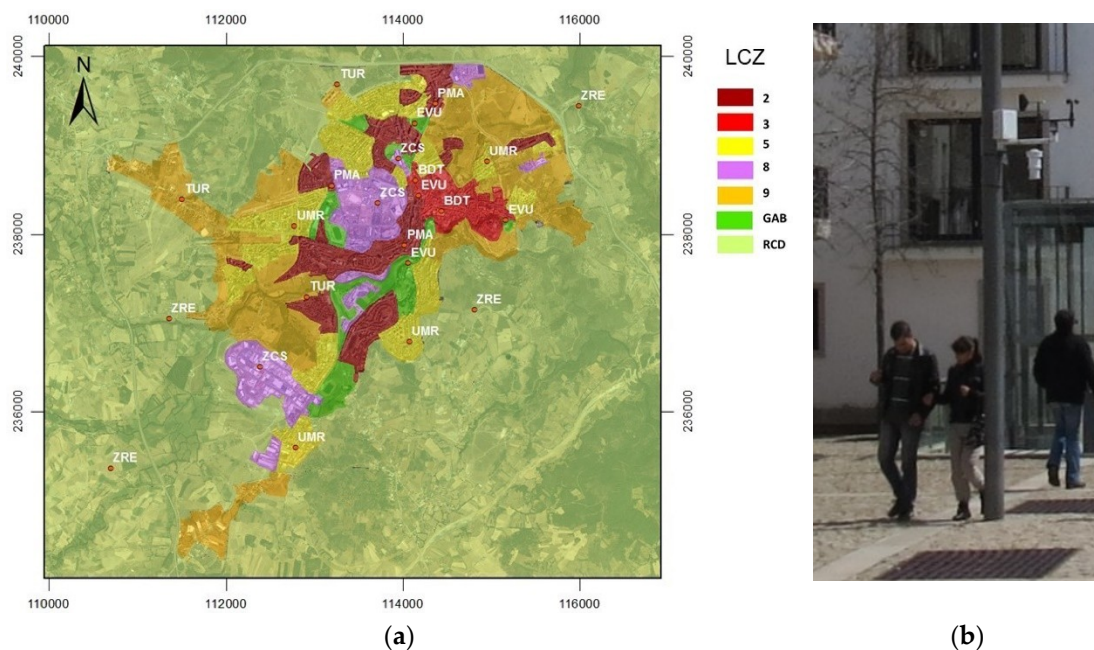 110000 112000 114000 116000
240000 240000
N
LCZ
TUR
PMA
ZRE
2
EVU
3
ZCS
UMR
5
BDT
PMA
EVU
8
TUR
ZCS
BDT
9
EVU
UMR
GAB
238000 238000
PMA
RCD
EVU
TUR
ZRE
ZRE
UMR
ZCS
236000 236000
UMR
ZRE
110000 112000 114000 116000
(a) (b)